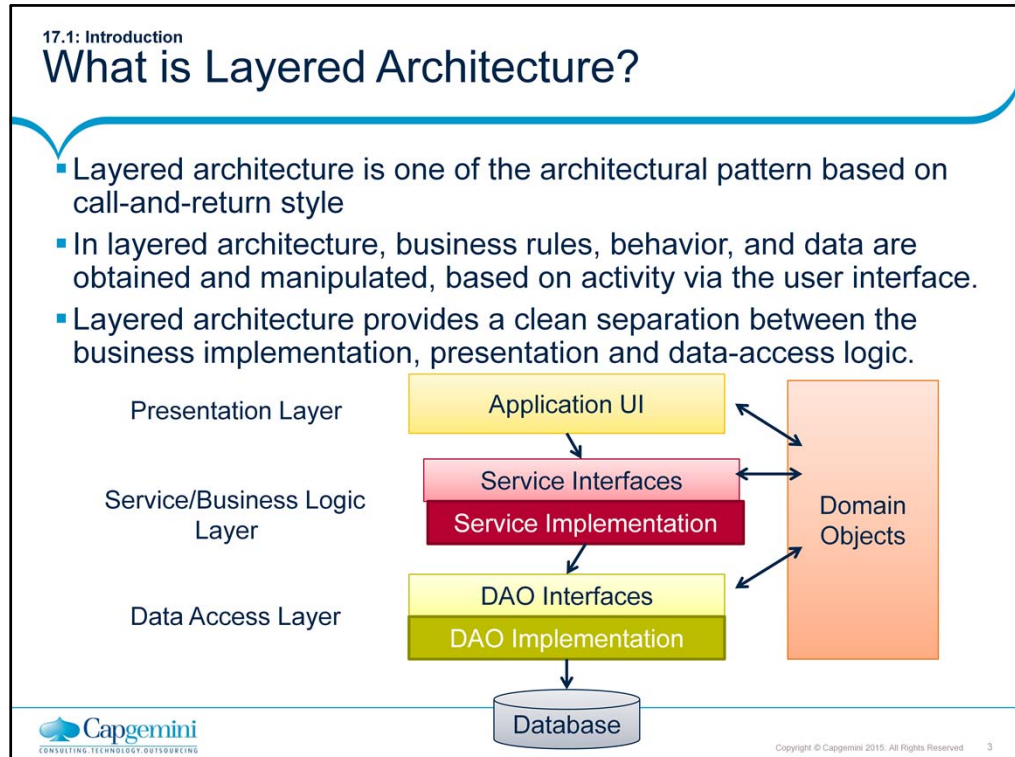 17.1: Introduction
What is Layered Architecture?
Layered architecture is one of the architectural pattern based on
call-and-return style
In layered architecture, business rules, behavior, and data are
obtained and manipulated, based on activity via the user interface.
Layered architecture provides a clean separation between the
business implementation, presentation and data-access logic.
Presentation Layer
Application UI
Service/Business Logic
Layer
Service Interfaces
Service Implementation
Domain
Objects
Data Access Layer
DAO Interfaces
DAO Implementation
Database
Capgemini
CONSULTING.TECHNOLOGY.OUTSOURCING
Copyright © Capgemini 2015. All Rights Reserved 3